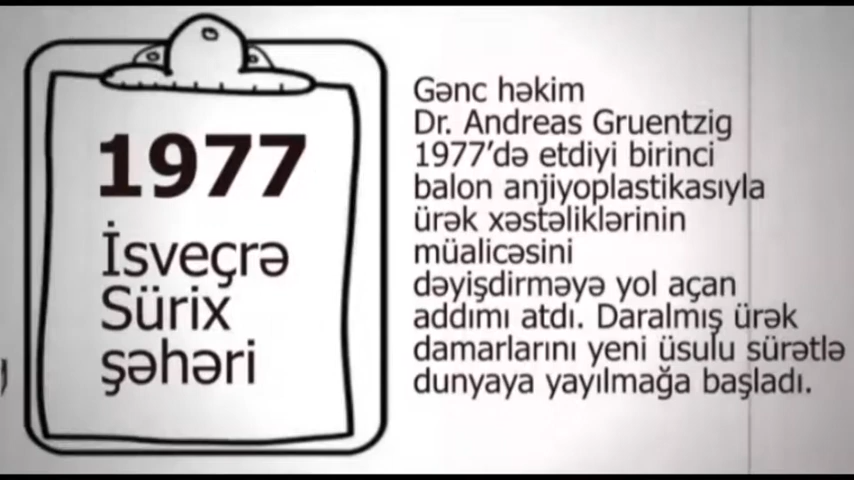 1977
İsveçrə
Sürix
şəhəri
Gənc həkim
Dr. Andreas Gruentzig
1977’də etdiyi birinci
balon anjiyoplastikasıyla
ürək xəstəliklərinin
müalicəsini
dəyişdirməyə yol açan
addımı atdı. Daralmış ürək
damarlarını yeni üsulu sürətlə
dunyaya yayılmağa başladı.